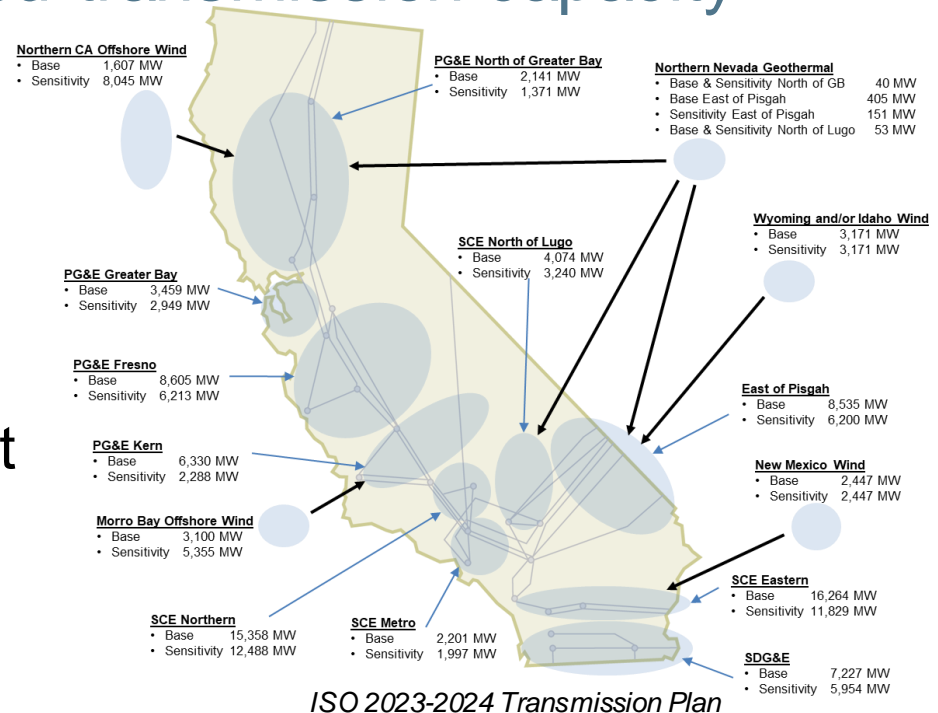 transmission capacity
Northern CA Offshore Wind
• Base 1,607 MW
• Sensitivity 8,045 MW
PG&E North of Greater Bay
• Base 2,141 MW
• Sensitivity 1,371 MW
Northern Nevada Geothermal
• Base & Sensitivity North of GB 40 MW
• Base East of Pisgah 405 MW
• Sensitivity East of Pisgah 151 MW
• Base & Sensitivity North of Lugo 53 MW
Wyoming and/or Idaho Wind
• Base 3,171 MW
• Sensitivity 3,171 MW
SCE North of Lugo
• Base 4,074 MW
• Sensitivity 3,240 MW
PG&E Greater Bay
• Base 3,459 MW
• Sensitivity 2,949 MW
PG&E Fresno
• Base 8,605 MW
• Sensitivity 6,213 MW
East of Pisgah
• Base 8,535 MW
• Sensitivity 6,200 MW
t
PG&E Kern
• Base 6,330 MW
• Sensitivity 2,288 MW
New Mexico Wind
• Base 2,447 MW
• Sensitivity 2,447 MW
Morro Bay Offshore Wind
• Base 3,100 MW
• Sensitivity 5,355 MW
SCE Eastern
• Base 16,264 MW
• Sensitivity 11,829 MW
SCE Northern
• Base 15,358 MW
• Sensitivity 12,488 MW
SCE Metro
• Base 2,201 MW
• Sensitivity 1,997 MW
SDG&E
• Base 7,227 MW
• Sensitivity 5,954 MW
ISO 2023-2024 Transmission Plan